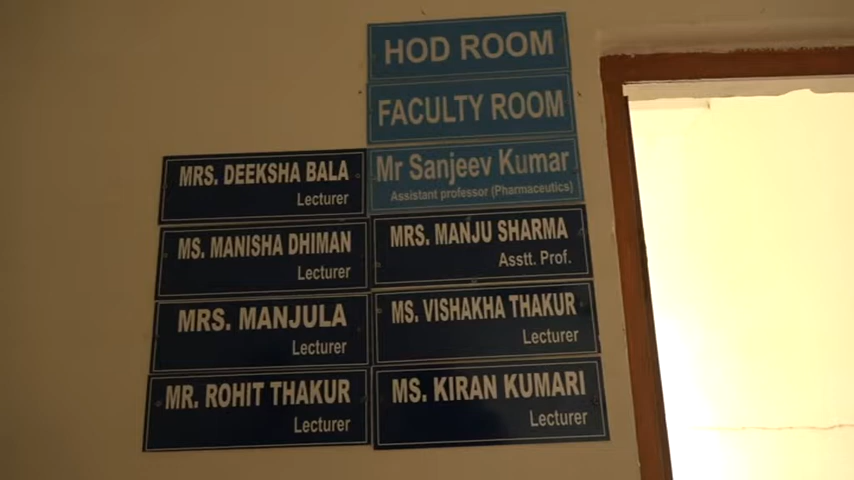 HOD ROOM
FACULTY ROOM
Mr Sanjeev Kumar
Assistant professor (Pharmaceutics)
MRS. DEEKSHA BALA
Lecturer
MS. MANISHA DHIMAN
Lecturer
MRS. MANJULA
Lecturer
MR. ROHIT THAKUR
Lecturer
MRS. MANJU SHARMA
Asstt. Prof.
MS. VISHAKHA THAKUR
Lecturer
MS. KIRAN KUMARI
Lecturer